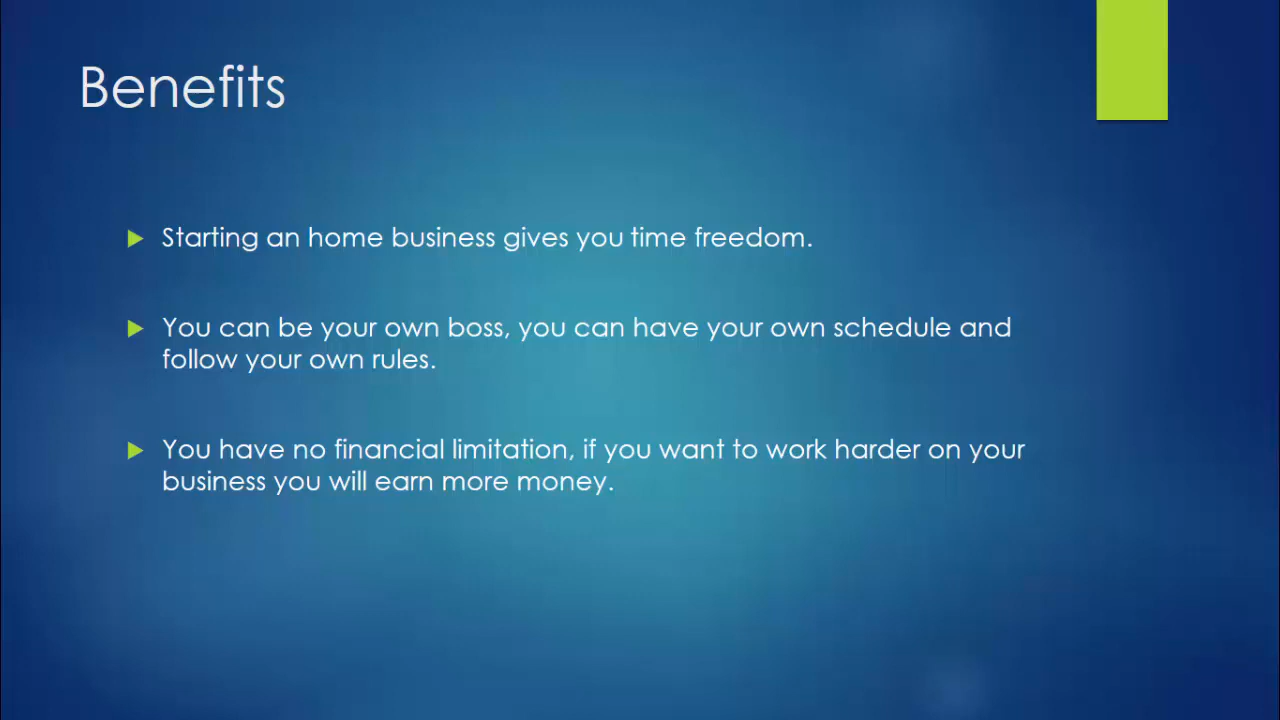 Benefits
Starting an home business gives you time freedom.
You can be your own boss, you can have your own schedule and
follow your own rules.
You have no financial limitation, if you want to work harder on your
business you will earn more money.